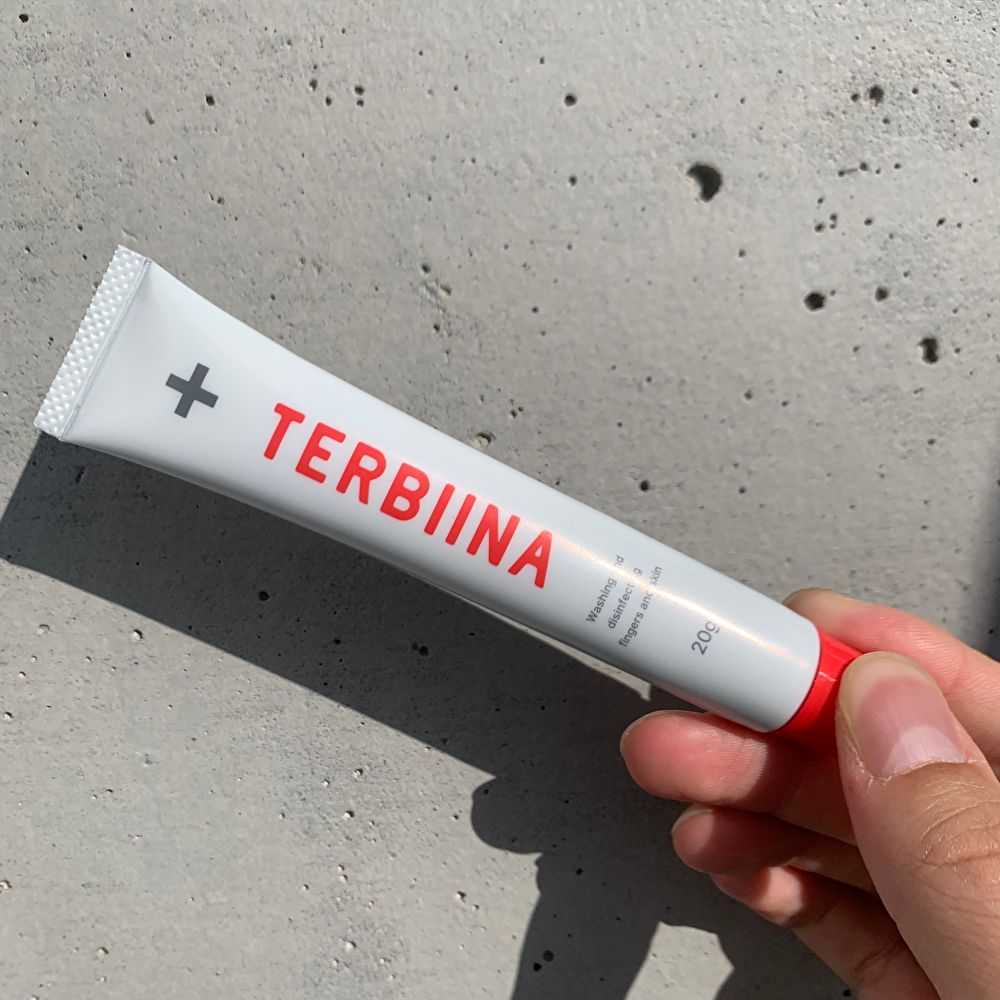 TERBIINA
Washing and
disinfecting
fingers and skin
20g